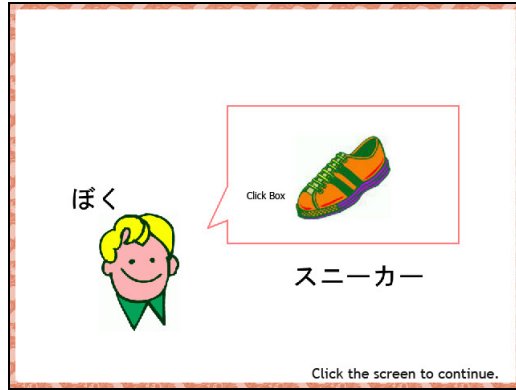 ぼく
Click Box
スニーカー
Click the screen to continue.